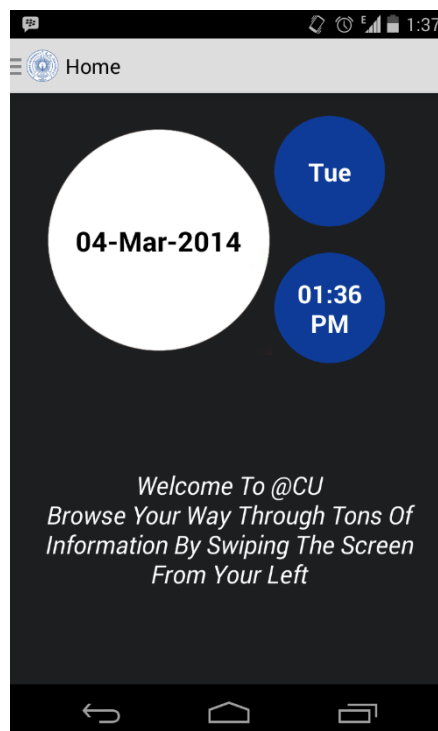 E
1:37
Home
04-Mar-2014
Tue
01:36
PM
Welcome To @CU
Browse Your Way Through Tons Of
Information By Swiping The Screen
From Your Left